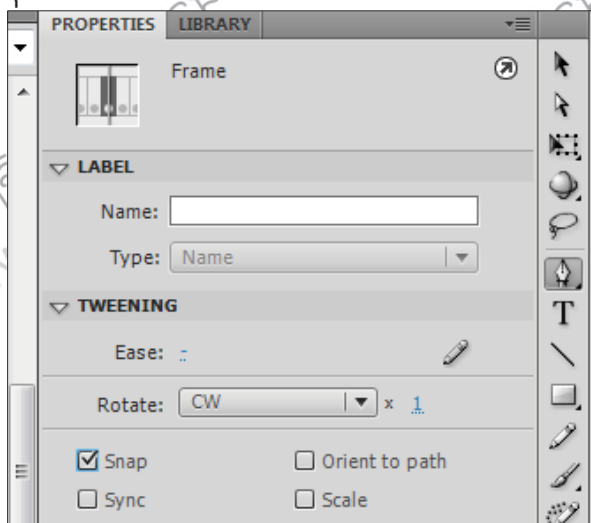 PROPERTIES LIBRARY
Frame
LABEL
Name:
Type: Name
TWEENING
Ease: -
Rotate: CW x 1
Snap Orient to path
Sync Scale
T